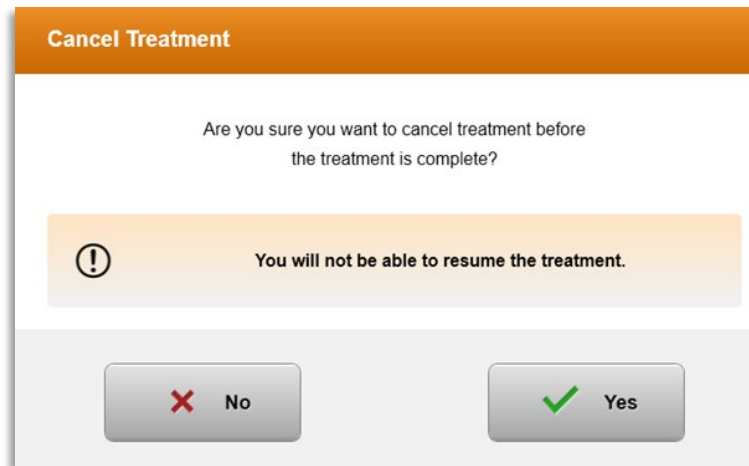 Cancel Treatment
Are you sure you want to cancel treatment before
the treatment is complete?
You will not be able to resume the treatment.
No
Yes